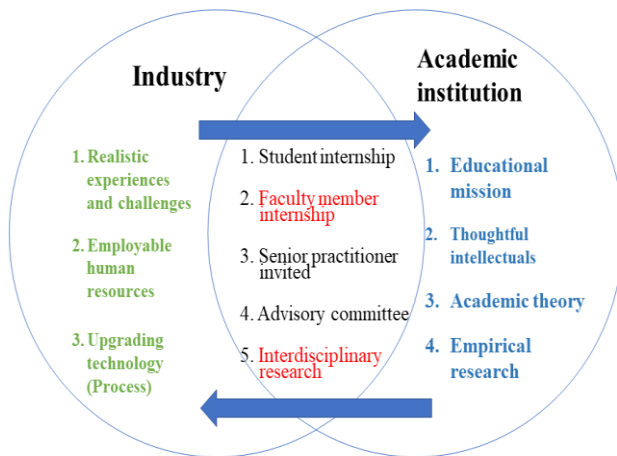 Industry
Academic
institution
1. Realistic
experiences
and challenges
2. Employable
human
resources
3. Upgrading
technology
(Process)
1. Student internship
2. Faculty member
internship
3. Senior practitioner
invited
4. Advisory committee
5. Interdisciplinary
research
1. Educational
mission
2. Thoughtful
intellectuals
3. Academic theory
4. Empirical
research